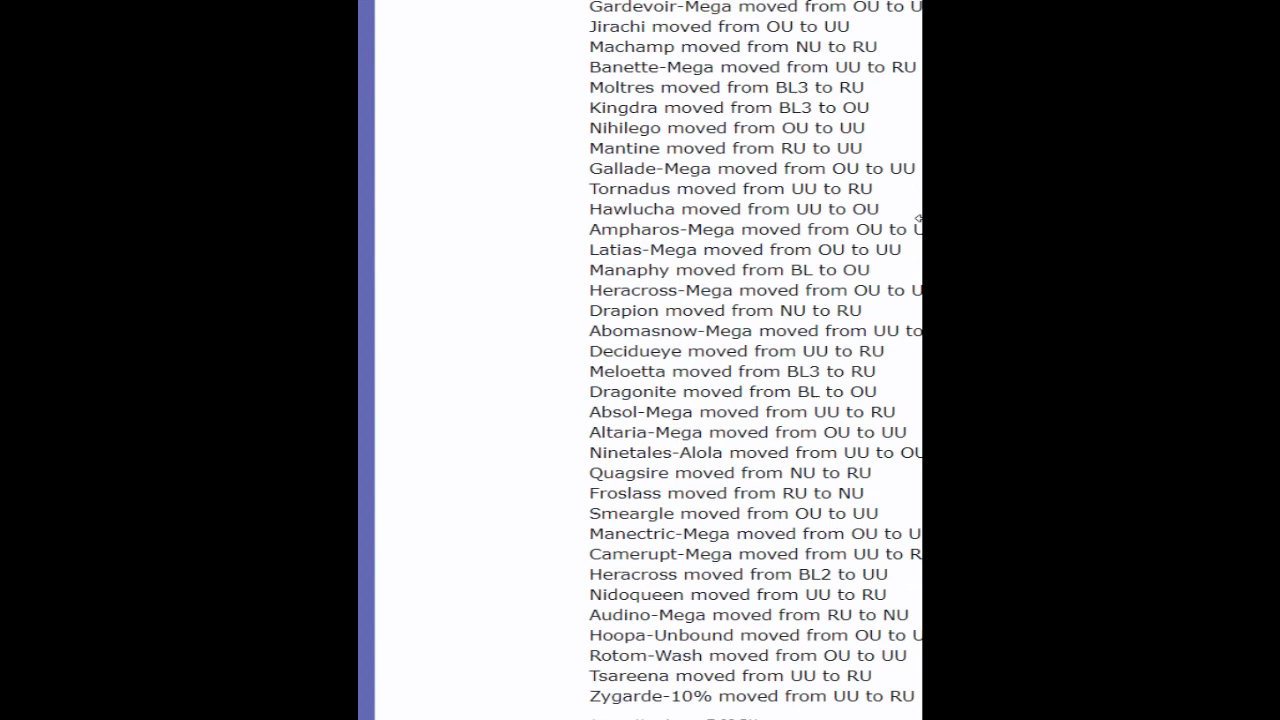 Gardevoir-Mega moved from OU to
Jirachi moved from OU to UU
Machamp moved from NU to RU
Banette-Mega moved from UU to RU
Moltres moved from BL3 to RU
Kingdra moved from BL3 to OU
Nihilego moved from OU to UU
Mantine moved from RU to UU
Gallade-Mega moved from OU to UU
Tornadus moved from UU to RU
Hawlucha moved from UU to OU
Ampharos-Mega moved from OU to
Latias-Mega moved from OU to UU
Manaphy moved from BL to OU
Heracross-Mega moved from OU to
Drapion moved from NU to RU
Abomasnow-Mega moved from UU to
Decidueye moved from UU to RU
Meloetta moved from BL3 to RU
Dragonite moved from BL to OU
Absol-Mega moved from UU to RU
Altaria-Mega moved from OU to UU
Ninetales-Alola moved from UU to OU
Quagsire moved from NU to RU
Froslass moved from RU to NU
Smeargle moved from OU to UU
Manectric-Mega moved from OU to U
Camerupt-Mega moved from UU to R
Heracross moved from BL2 to UU
Nidoqueen moved from UU to RU
Audino-Mega moved from RU to NU
Hoopa-Unbound moved from OU to
Rotom-Wash moved from OU to UU
Tsareena moved from UU to RU
Zygarde-10% moved from UU to RU